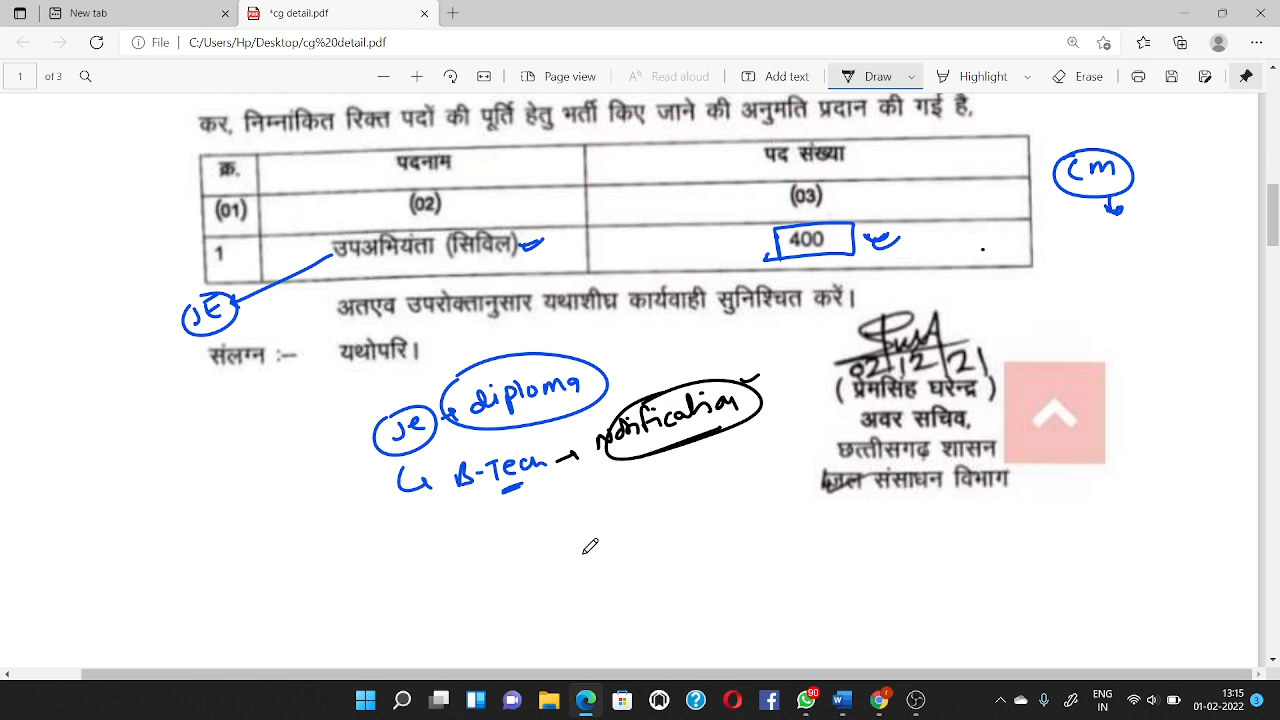 New tab
*cg detail.pdf
File
C:/Users/Hp/Desktop/cg%20detail.pdf
1 of 3
Page view
Read aloud
Add text
Draw
Highlight
Erase
कर, निम्नांकित रिक्त पदों की पूर्ति हेतु भर्ती किए जाने की अनुमति प्रदान की गई है,
क्र. पदनाम पद संख्या
(01) (02) (03)
1 उपअभियंता (सिविल) 400
CM
JE
अतएव उपरोक्तानुसार यथाशीघ्र कार्यवाही सुनिश्चित करें।
संलग्न :– यथोपरि।
02/12/21
( प्रेमसिंह घरेन्द्र )
अवर सचिव,
छत्तीसगढ़ शासन
जल संसाधन विभाग
je diploma
B-Tech → notification
90
ENG
IN
13:15
01-02-2022
3